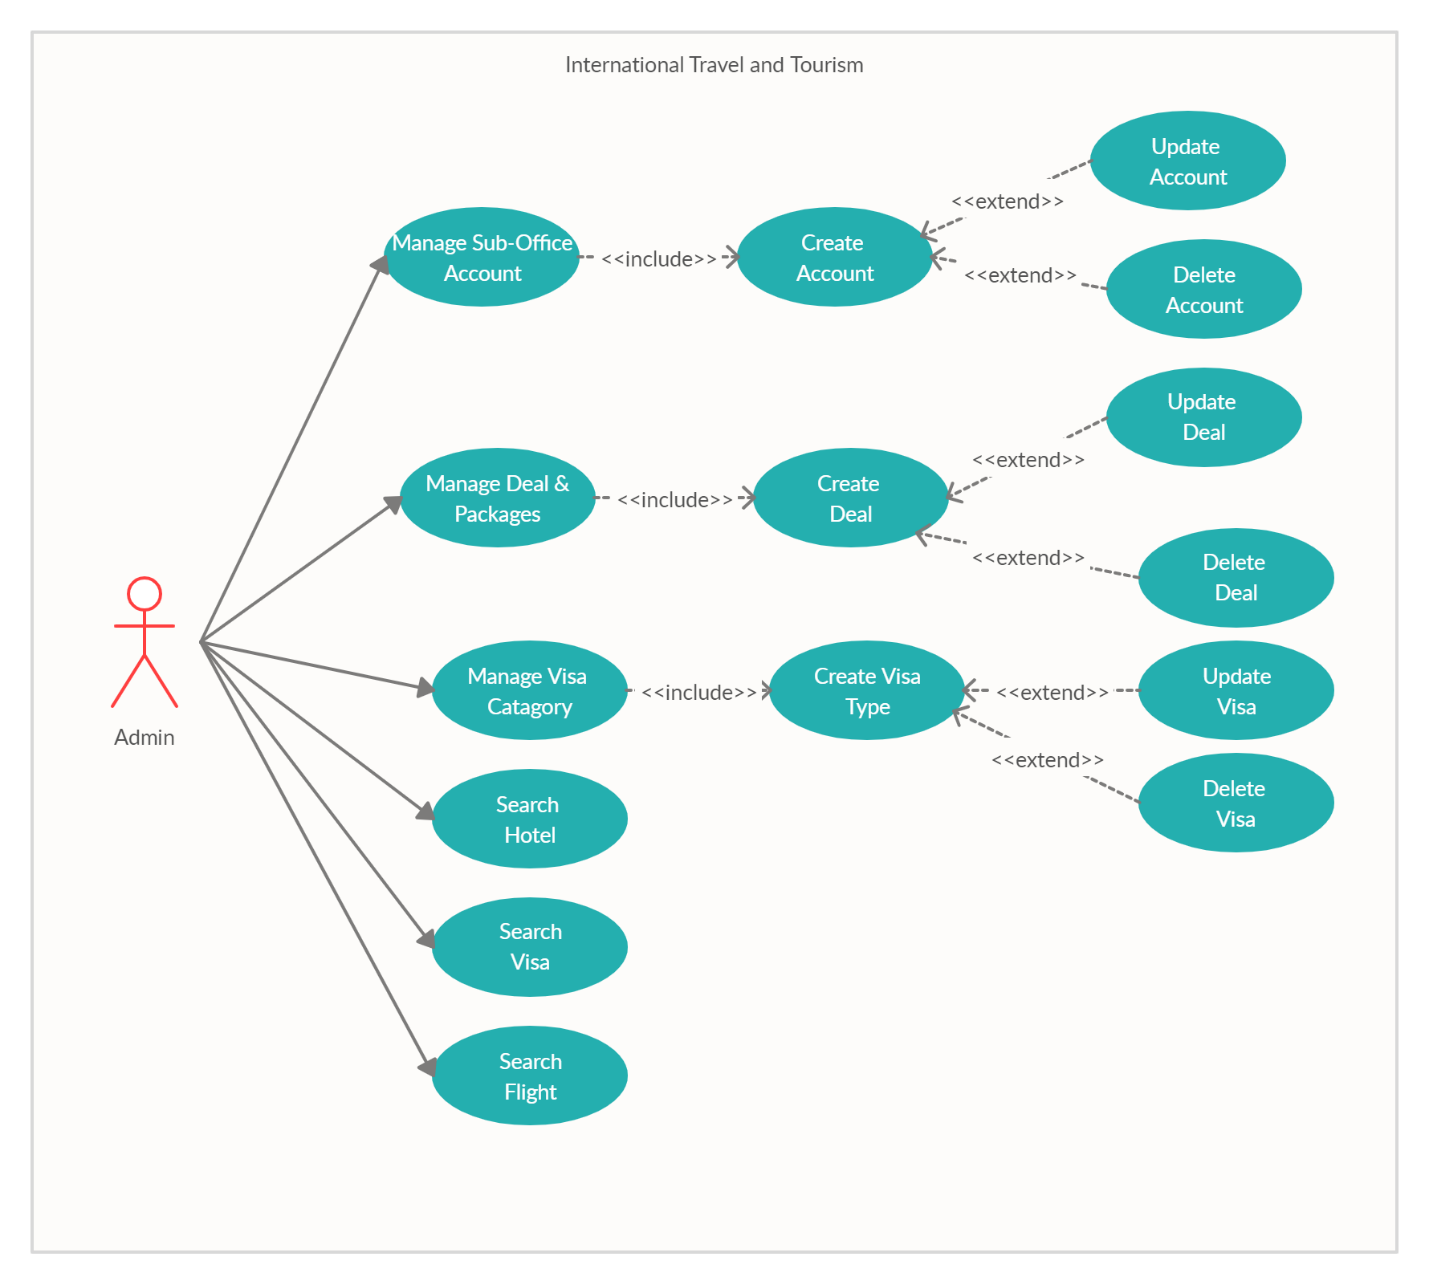 International Travel and Tourism
Update
Account
<<extend>>
Manage Sub-Office
Account
<<include>>
Create
Account
<<extend>>
Delete
Account
Update
Deal
<<extend>>
Manage Deal &
Packages
<<include>>
Create
Deal
<<extend>>
Delete
Deal
Admin
Manage Visa
Catagory
<<include>>
Create Visa
Type
<<extend>>
Update
Visa
<<extend>>
Delete
Visa
Search
Hotel
Search
Visa
Search
Flight